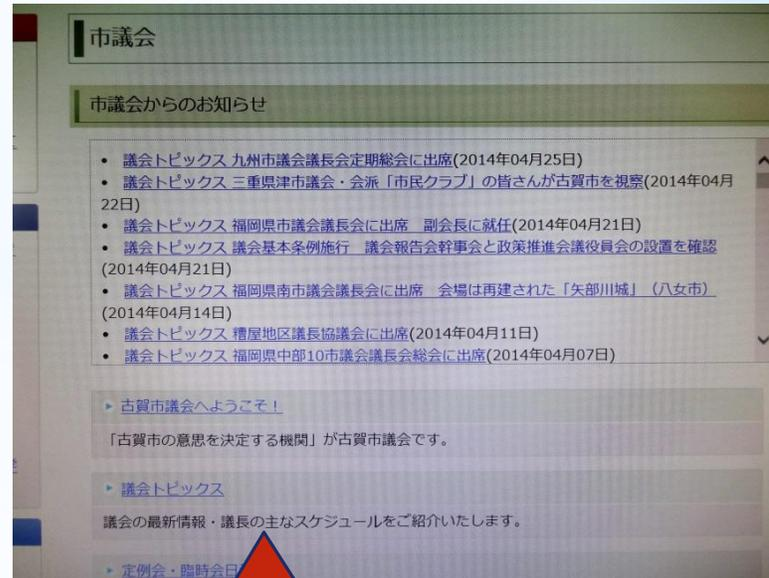 市議会
市議会からのお知らせ
• 議会トピックス 九州市議会議長会定期総会に出席(2014年04月25日)
• 議会トピックス 三重県津市議会・会派「市民クラブ」の皆さんが古賀市を視察(2014年04月
22日)
• 議会トピックス 福岡県市議会議長会に出席　副会長に就任(2014年04月21日)
• 議会トピックス 議会基本条例施行　議会報告会幹事会と政策推進会議役員会の設置を確認
(2014年04月21日)
• 議会トピックス 福岡県南市議会議長会に出席　会場は再建された「矢部川城」（八女市）
(2014年04月14日)
• 議会トピックス 糟屋地区議長協議会に出席(2014年04月11日)
• 議会トピックス 福岡県中部10市議会議長会総会に出席(2014年04月07日)
古賀市議会へようこそ！
「古賀市の意思を決定する機関」が古賀市議会です。
議会トピックス
議会の最新情報・議長の主なスケジュールをご紹介いたします。
定例会・臨時会日